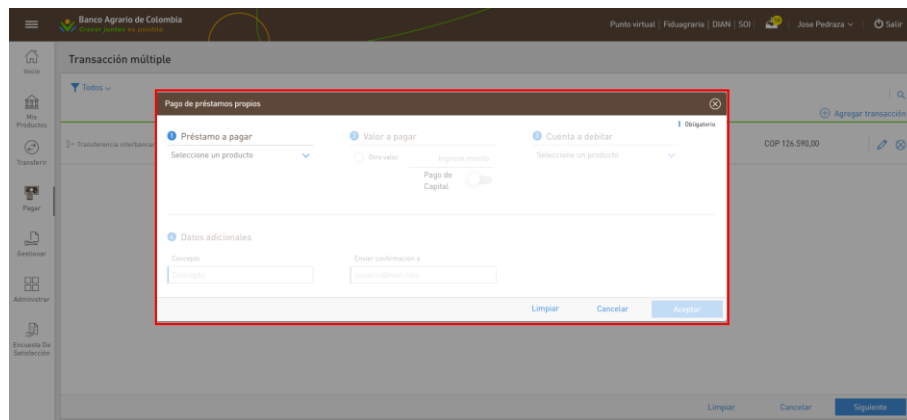 Banco Agrario de Colombia
Crecer juntos es posible
Punto virtual | Fiduagraria | DIAN | SOI
Jose Pedraza
Salir
Inicio
Mis
Productos
Transferir
Pagar
Gestionar
Administrar
Encuesta De
Satisfacción
Transacción múltiple
Todos
Agregar transacción
Transferencia interbancar
COP 126.590,00
Pago de préstamos propios
Obligatorio
1 Préstamo a pagar
Seleccione un producto
2 Valor a pagar
Otro valor
Ingrese monto
Pago de
Capital
3 Cuenta a debitar
Seleccione un producto
4 Datos adicionales
Concepto
Concepto
Enviar confirmación a
usuario@mail.com
Limpiar
Cancelar
Aceptar
Limpiar
Cancelar
Siguiente